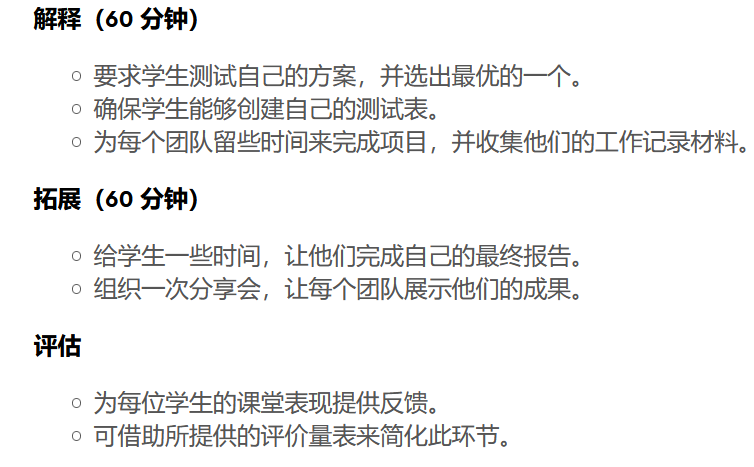 解释（60 分钟）
○ 要求学生测试自己的方案，并选出最优的一个。
○ 确保学生能够创建自己的测试表。
○ 为每个团队留些时间来完成项目，并收集他们的工作记录材料。
拓展（60 分钟）
○ 给学生一些时间，让他们完成自己的最终报告。
○ 组织一次分享会，让每个团队展示他们的成果。
评估
○ 为每位学生的课堂表现提供反馈。
○ 可借助所提供的评价量表来简化此环节。